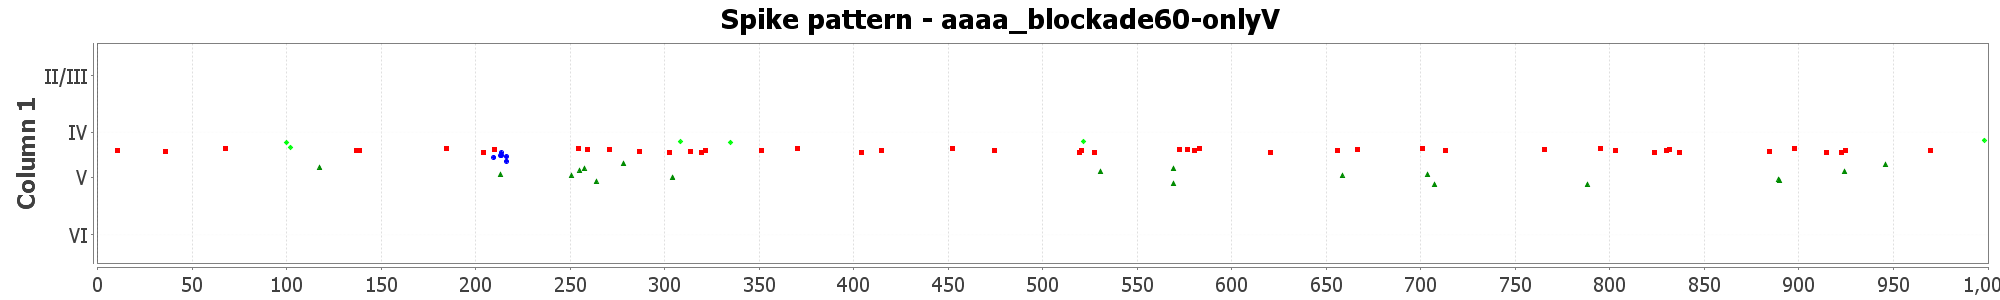 Spike pattern - aaaa_blockade60-onlyV
Column 1
II/III
IV
V
VI
0 50 100 150 200 250 300 350 400 450 500 550 600 650 700 750 800 850 900 950 1,00